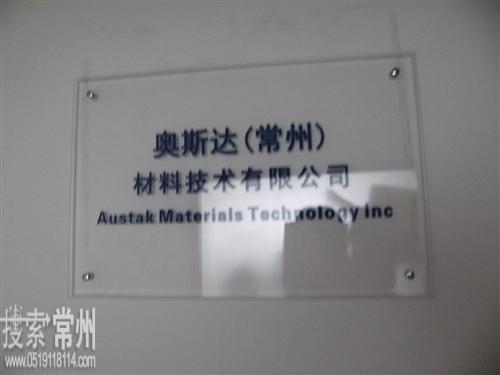 奥斯达(常州)
材料技术有限公司
Austak Materials Technology Inc
搜索常州
www.0519118114.com